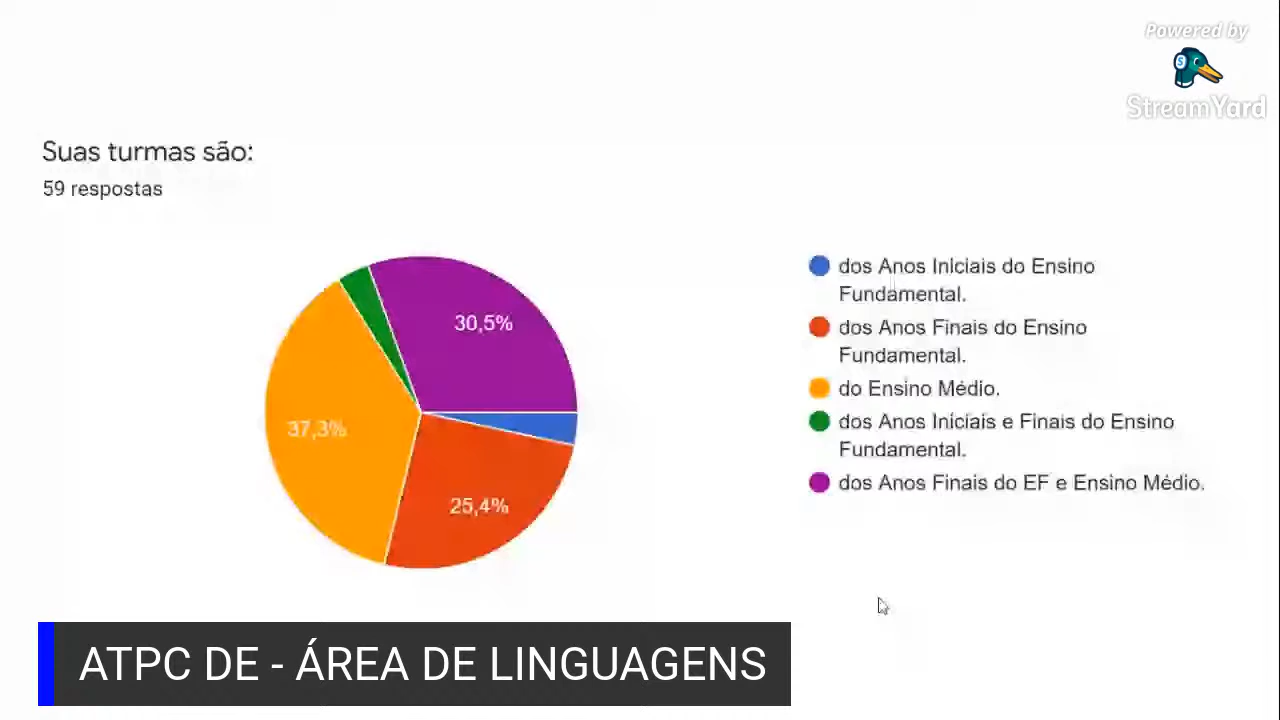 Powered by
StreamYard
Suas turmas são:
59 respostas
30,5%
37,3%
25,4%
dos Anos Iniciais do Ensino
Fundamental.
dos Anos Finais do Ensino
Fundamental.
do Ensino Médio.
dos Anos Iniciais e Finais do Ensino
Fundamental.
dos Anos Finais do EF e Ensino Médio.
ATPC DE - ÁREA DE LINGUAGENS